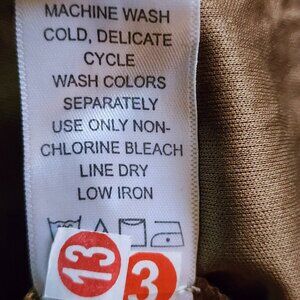 MACHINE WASH
COLD, DELICATE
CYCLE
WASH COLORS
SEPARATELY
USE ONLY NON-
CHLORINE BLEACH
LINE DRY
LOW IRON
13
3